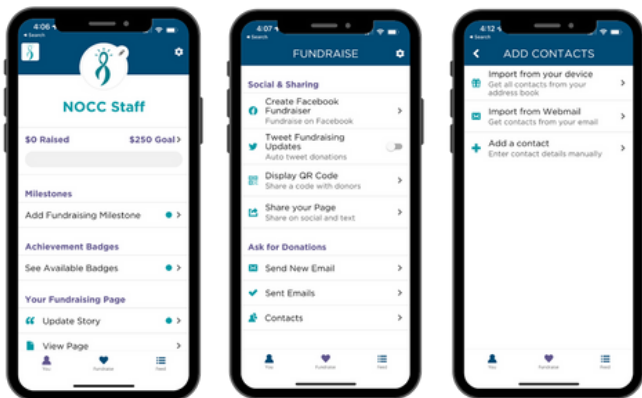 4:06
Search
NOCC Staff
$0 Raised
$250 Goal
Milestones
Add Fundraising Milestone
Achievement Badges
See Available Badges
Your Fundraising Page
Update Story
View Page
You
Fundraise
Feed
4:07
Search
FUNDRAISE
Social & Sharing
Create Facebook
Fundraiser
Fundraise on Facebook
Tweet Fundraising
Updates
Auto tweet donations
Display QR Code
Share a code with donors
Share your Page
Share on social and text
Ask for Donations
Send New Email
Sent Emails
Contacts
You
Fundraise
Feed
4:12
Search
ADD CONTACTS
Import from your device
Get all contacts from your
address book
Import from Webmail
Get contacts from your email
Add a contact
Enter contact details manually
You
Fundraise
Feed